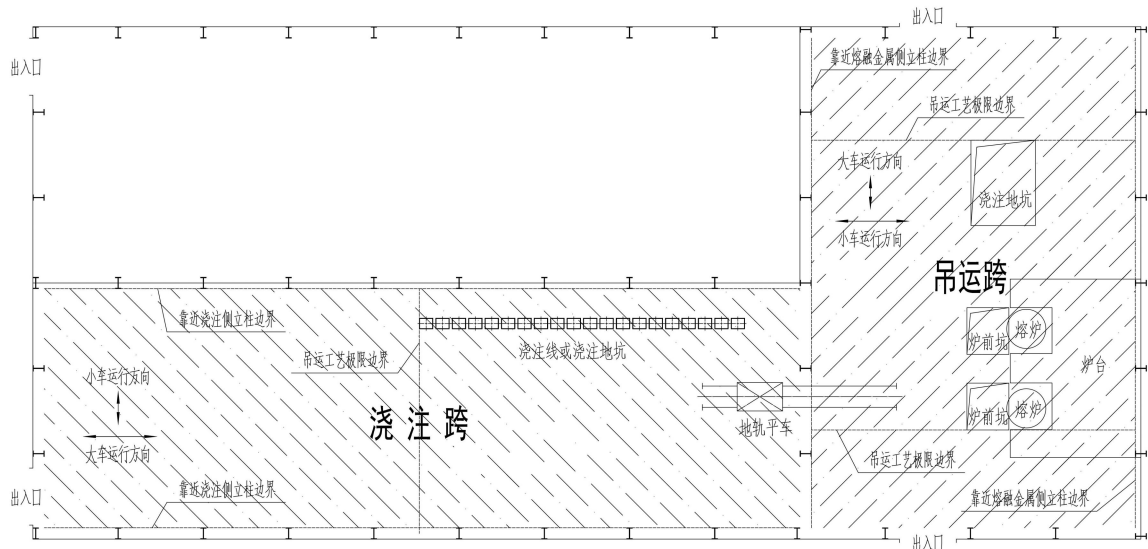 出入口
出入口
靠近熔融金属侧立柱边界
吊运工艺极限边界
大车运行方向
小车运行方向
浇注地坑
吊运跨
靠近浇注侧立柱边界
吊运工艺极限边界
浇注线或浇注地坑
炉前坑
熔炉
炉台
小车运行方向
大车运行方向
浇注跨
地轨平车
炉前坑
熔炉
吊运工艺极限边界
靠近浇注侧立柱边界
靠近熔融金属侧立柱边界
出入口
出入口